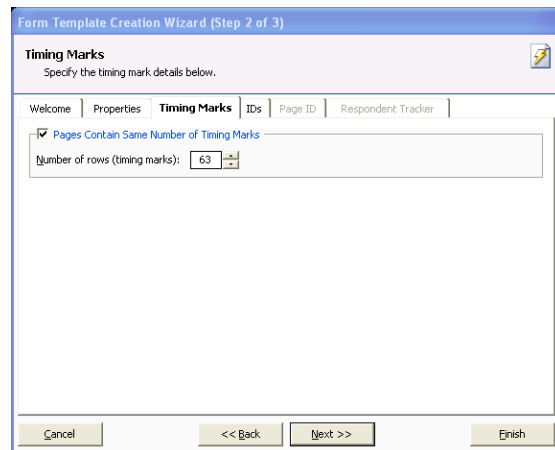 Form Template Creation Wizard (Step 2 of 3)
Timing Marks
Specify the timing mark details below.
Welcome Properties Timing Marks IDs Page ID Respondent Tracker
Pages Contain Same Number of Timing Marks
Number of rows (timing marks): 63
Cancel << Back Next >> Finish